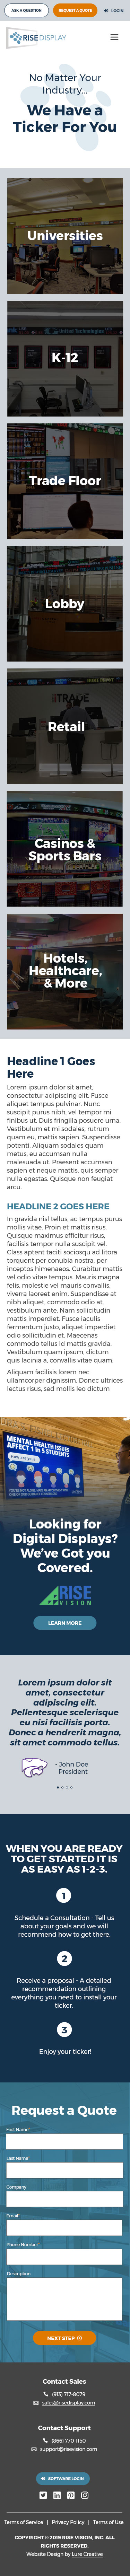 ASK A QUESTION
REQUEST A QUOTE
LOGIN
RISE DISPLAY
No Matter Your
Industry...
We Have a
Ticker For You
Universities
K-12
Trade Floor
Lobby
Retail
Casinos &
Sports Bars
Hotels,
Healthcare,
& More
Headline 1 Goes
Here
Lorem ipsum dolor sit amet,
consectetur adipiscing elit. Fusce
aliquet tempus pulvinar. Nunc
suscipit purus vel leo rhoncus, mi
finibus ut. Duis fringilla posuere urna.
Vestibulum et mi sodales, rutrum
quam eu, mattis sapien. Suspendisse
potenti. Aliquam sodales quam
metus, eu accumsan nulla
malesuada ut. Praesent accumsan
sapien et neque mattis, quis semper
urna egestas. Quisque non feugiat
arcu.
HEADLINE 2 GOES HERE
In gravida nisl tellus, ac tempus purus
mollis vitae. Proin et mattis risus.
Quisque maximus efficitur risus,
facilisis tempor nulla suscipit vel.
Class aptent taciti sociosqu ad litora
torquent per conubia nostra, per
inceptos himenaeos. Curabitur mattis
vel odio vitae tempus. Mauris id urna
felis. In molestie vel massa convallis,
viverra laoreet enim. Suspendisse at
nibh aliquet, commodo odio at,
vestibulum ante. Nam sollicitudin
mattis imperdiet. Fusce iaculis
fermentum justo, aliquet imperdiet
odio sollicitudin et. Maecenas
commodo tellus ut diam mattis, vel
gravida nisl imperdiet.
Vestibulum quam ipsum, dictum
quis lacinia a, convallis vitae quam.
Aliquam facilisis lorem nec
ullamcorper dignissim. Donec ultrices
lectus risus, sed mollis leo dictum
MENTAL HEALTH ISSUES
AFFECT 1 IN 5 STUDENTS
How are you?
Looking for
Digital Displays?
We've Got you
Covered.
RISE
VISION
LEARN MORE
Lorem ipsum dolor sit
amet, consectetur
adipiscing elit.
Pellentesque scelerisque
eu nisi facilisis porta.
Donec a hendrerit magna,
sit amet commodo tellus.
- John Doe
President
WHEN YOU ARE READY
TO GET STARTED IT IS
AS EASY AS 1-2-3.
1
Schedule a Consultation - Tell us
about your goals and we will
recommend how to get there.
2
Receive a proposal - A detailed
recommendation outlining
everything you need to install your
ticker.
3
Enjoy your ticker!
Request a Quote
First Name
Last Name
Company
Email
Phone Number
Description
NEXT STEP
Contact Sales
(913) 717-8079
sales@risedisplay.com
Contact Support
(866) 770-1150
support@risevision.com
SOFTWARE LOGIN
Terms of Service | Privacy Policy | Terms of Use
COPYRIGHT © 2019 RISE VISION, INC. ALL
RIGHTS RESERVED.
Website Design by Lure Creative